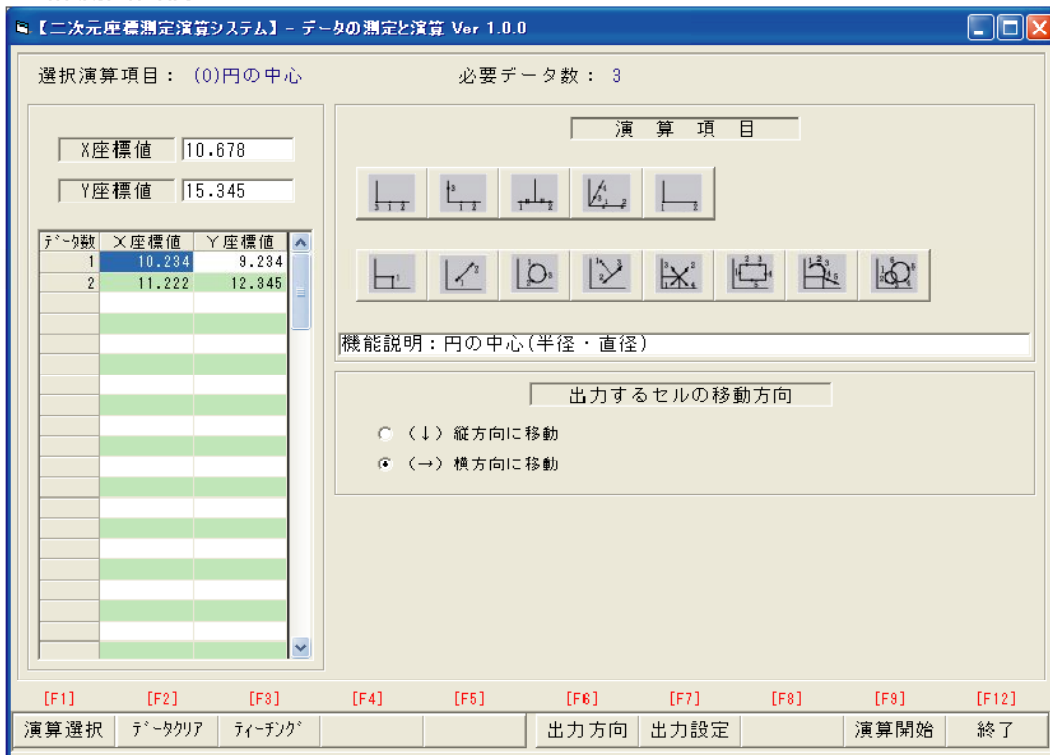 【二次元座標測定演算システム】 - データの測定と演算 Ver 1.0.0
選択演算項目： (0)円の中心 必要データ数： 3
X座標値 10.678
Y座標値 15.345
データ数 X座標値 Y座標値
1 10.234 9.234
2 11.222 12.345
演 算 項 目
機能説明：円の中心(半径・直径)
出力するセルの移動方向
（↓）縦方向に移動
（→）横方向に移動
[F1] [F2] [F3] [F4] [F5] [F6] [F7] [F8] [F9] [F12]
演算選択 データクリア ティーチング 出力方向 出力設定 演算開始 終了